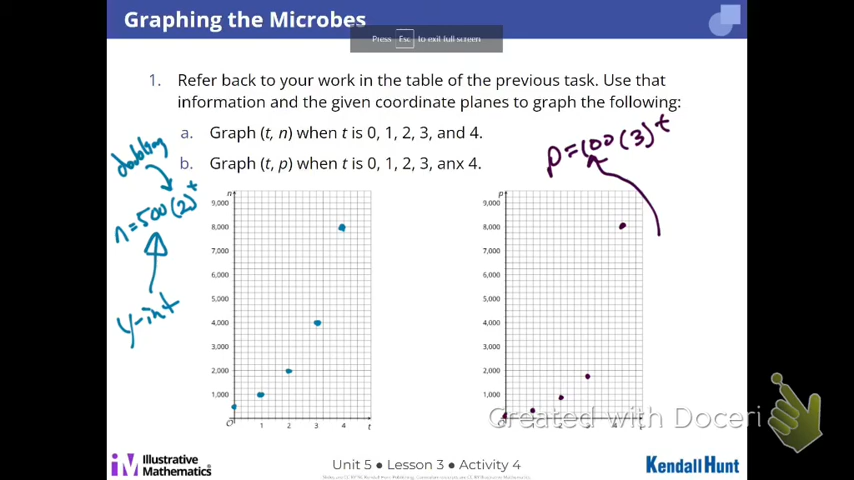 Graphing the Microbes
Press Esc to exit full screen
1. Refer back to your work in the table of the previous task. Use that
information and the given coordinate planes to graph the following:
a. Graph (t, n) when t is 0, 1, 2, 3, and 4.
b. Graph (t, p) when t is 0, 1, 2, 3, anx 4.
doubling
n=500(2)^t
y-int
p=100(3)^t
n
9,000
8,000
7,000
6,000
5,000
4,000
3,000
2,000
1,000
O 1 2 3 4 t
p
9,000
8,000
7,000
6,000
5,000
4,000
3,000
2,000
1,000
Created with Doceri
iM Illustrative
Mathematics®
Unit 5 ● Lesson 3 ● Activity 4
Kendall Hunt